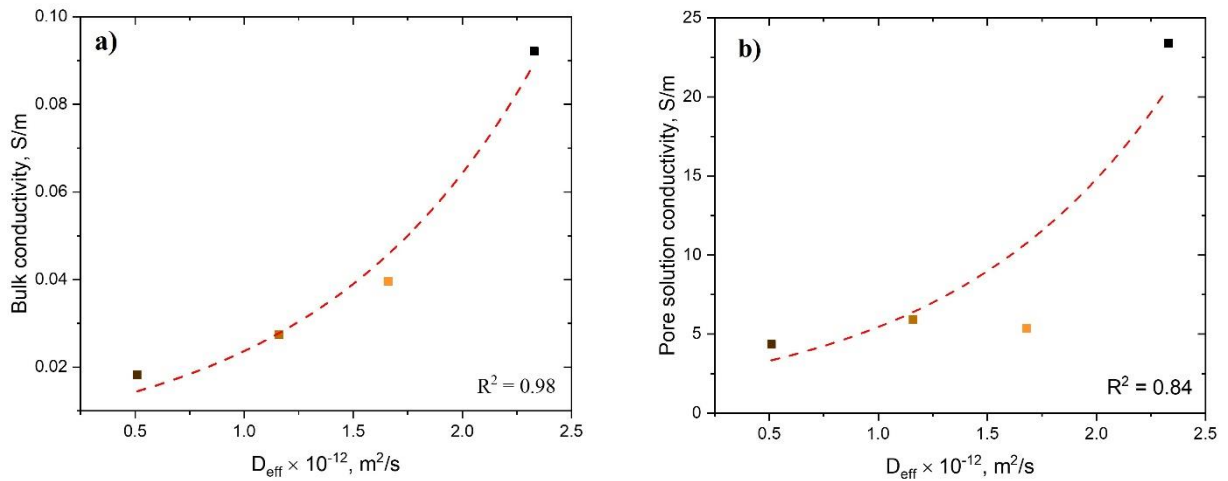 a)
Bulk conductivity, S/m
0.10
0.08
0.06
0.04
0.02
R² = 0.98
0.5 1.0 1.5 2.0 2.5
D_eff × 10⁻¹², m²/s
b)
Pore solution conductivity, S/m
25
20
15
10
5
0
R² = 0.84
0.5 1.0 1.5 2.0 2.5
D_eff × 10⁻¹², m²/s